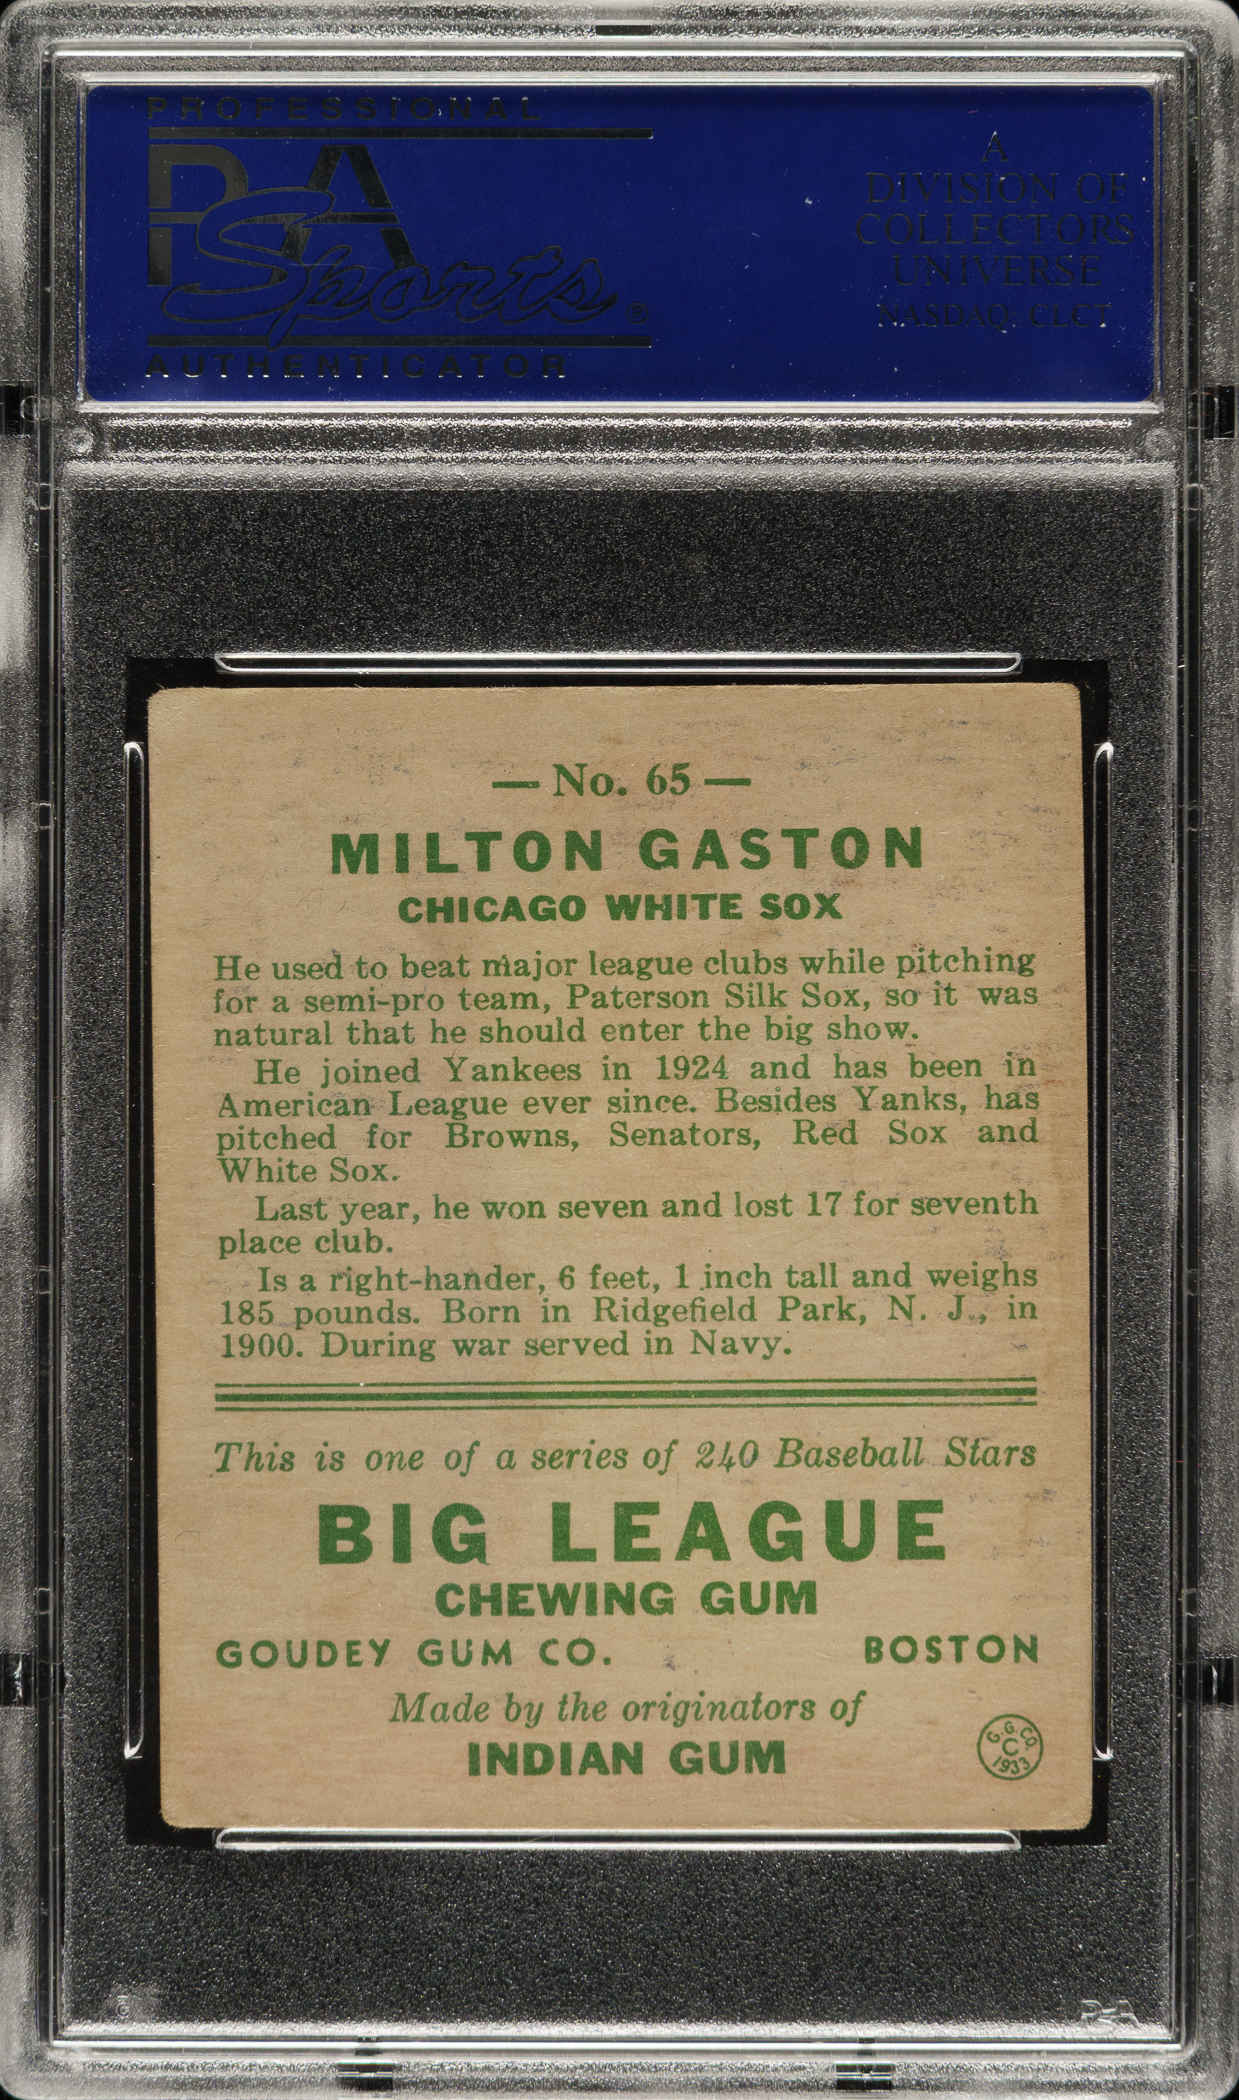 PROFESSIONAL
PSA
Sports®
AUTHENTICATOR
A
DIVISION OF
COLLECTORS
UNIVERSE
NASDAQ: CLCT
— No. 65 —
MILTON GASTON
CHICAGO WHITE SOX
He used to beat major league clubs while pitching
for a semi-pro team, Paterson Silk Sox, so it was
natural that he should enter the big show.
He joined Yankees in 1924 and has been in
American League ever since. Besides Yanks, has
pitched for Browns, Senators, Red Sox and
White Sox.
Last year, he won seven and lost 17 for seventh
place club.
Is a right-hander, 6 feet, 1 inch tall and weighs
185 pounds. Born in Ridgefield Park, N. J., in
1900. During war served in Navy.
This is one of a series of 240 Baseball Stars
BIG LEAGUE
CHEWING GUM
GOUDEY GUM CO. BOSTON
Made by the originators of
INDIAN GUM
G. G. CO.
C
1933
PSA